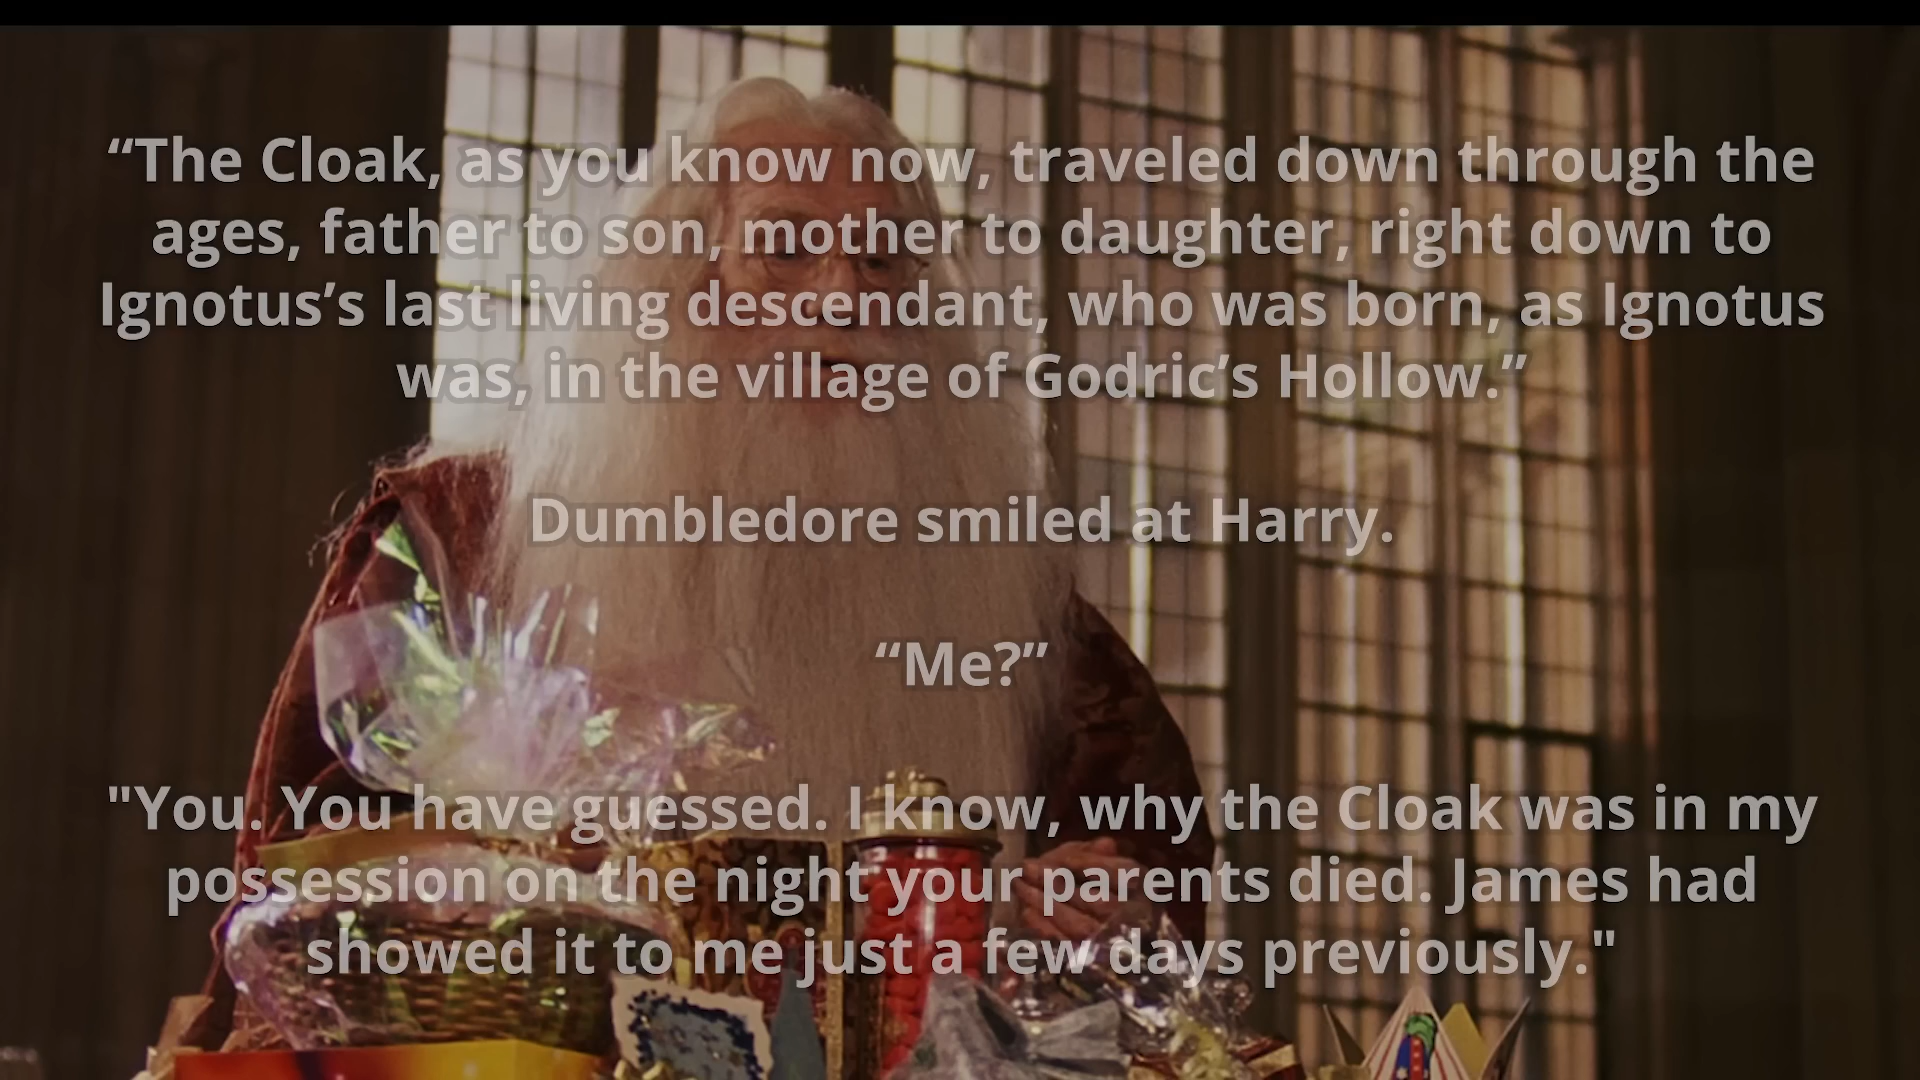 “The Cloak, as you know now, traveled down through the
ages, father to son, mother to daughter, right down to
Ignotus’s last living descendant, who was born, as Ignotus
was, in the village of Godric’s Hollow.”
Dumbledore smiled at Harry.
“Me?”
"You. You have guessed. I know, why the Cloak was in my
possession on the night your parents died. James had
showed it to me just a few days previously."